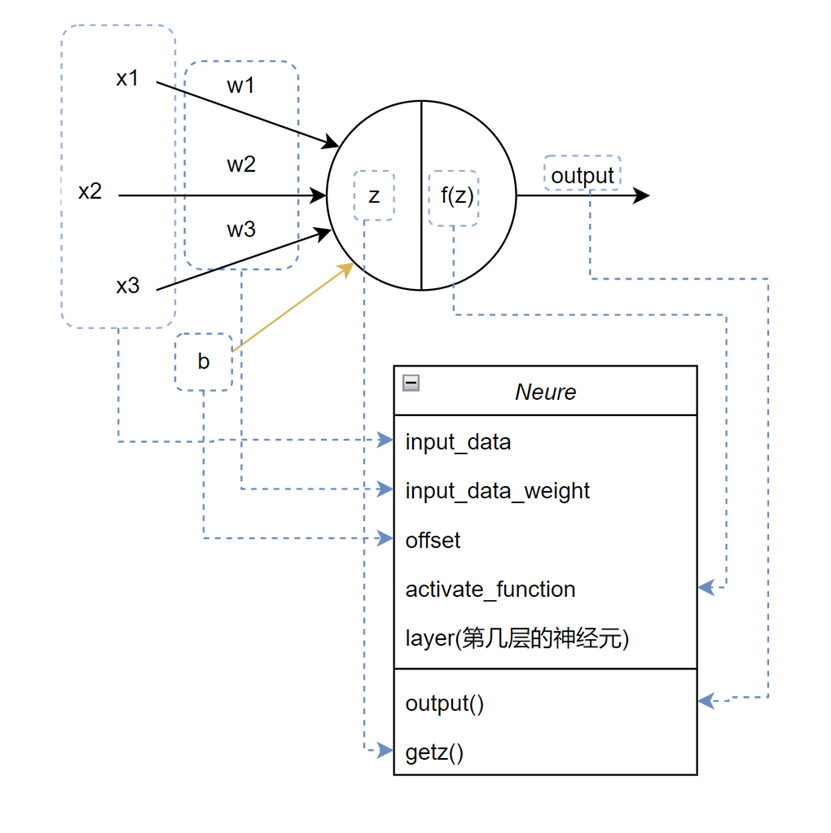 x1
w1
w2
x2
z
f(z)
output
w3
x3
b
Neure
input_data
input_data_weight
offset
activate_function
layer(第几层的神经元)
output()
getz()